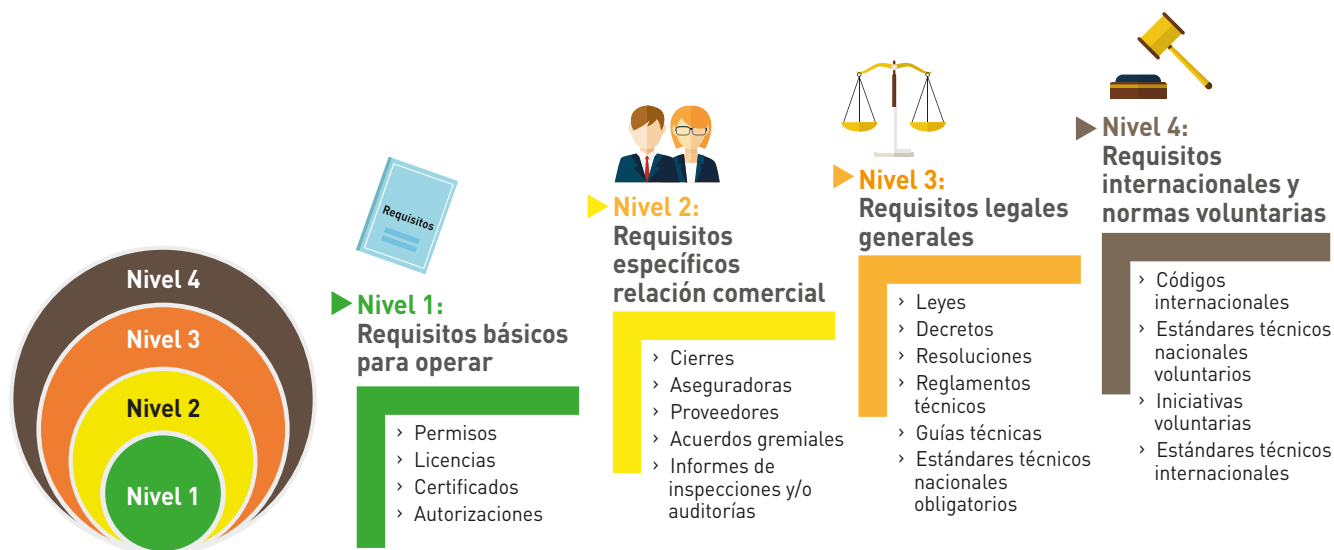 Nivel 4
Nivel 3
Nivel 2
Nivel 1
Requisitos
Nivel 1:
Requisitos básicos
para operar
› Permisos
› Licencias
› Certificados
› Autorizaciones
Nivel 2:
Requisitos
específicos
relación comercial
› Cierres
› Aseguradoras
› Proveedores
› Acuerdos gremiales
› Informes de
inspecciones y/o
auditorías
Nivel 3:
Requisitos legales
generales
› Leyes
› Decretos
› Resoluciones
› Reglamentos
técnicos
› Guías técnicas
› Estándares técnicos
nacionales
obligatorios
Nivel 4:
Requisitos
internacionales y
normas voluntarias
› Códigos
internacionales
› Estándares técnicos
nacionales
voluntarios
› Iniciativas
voluntarias
› Estándares técnicos
internacionales